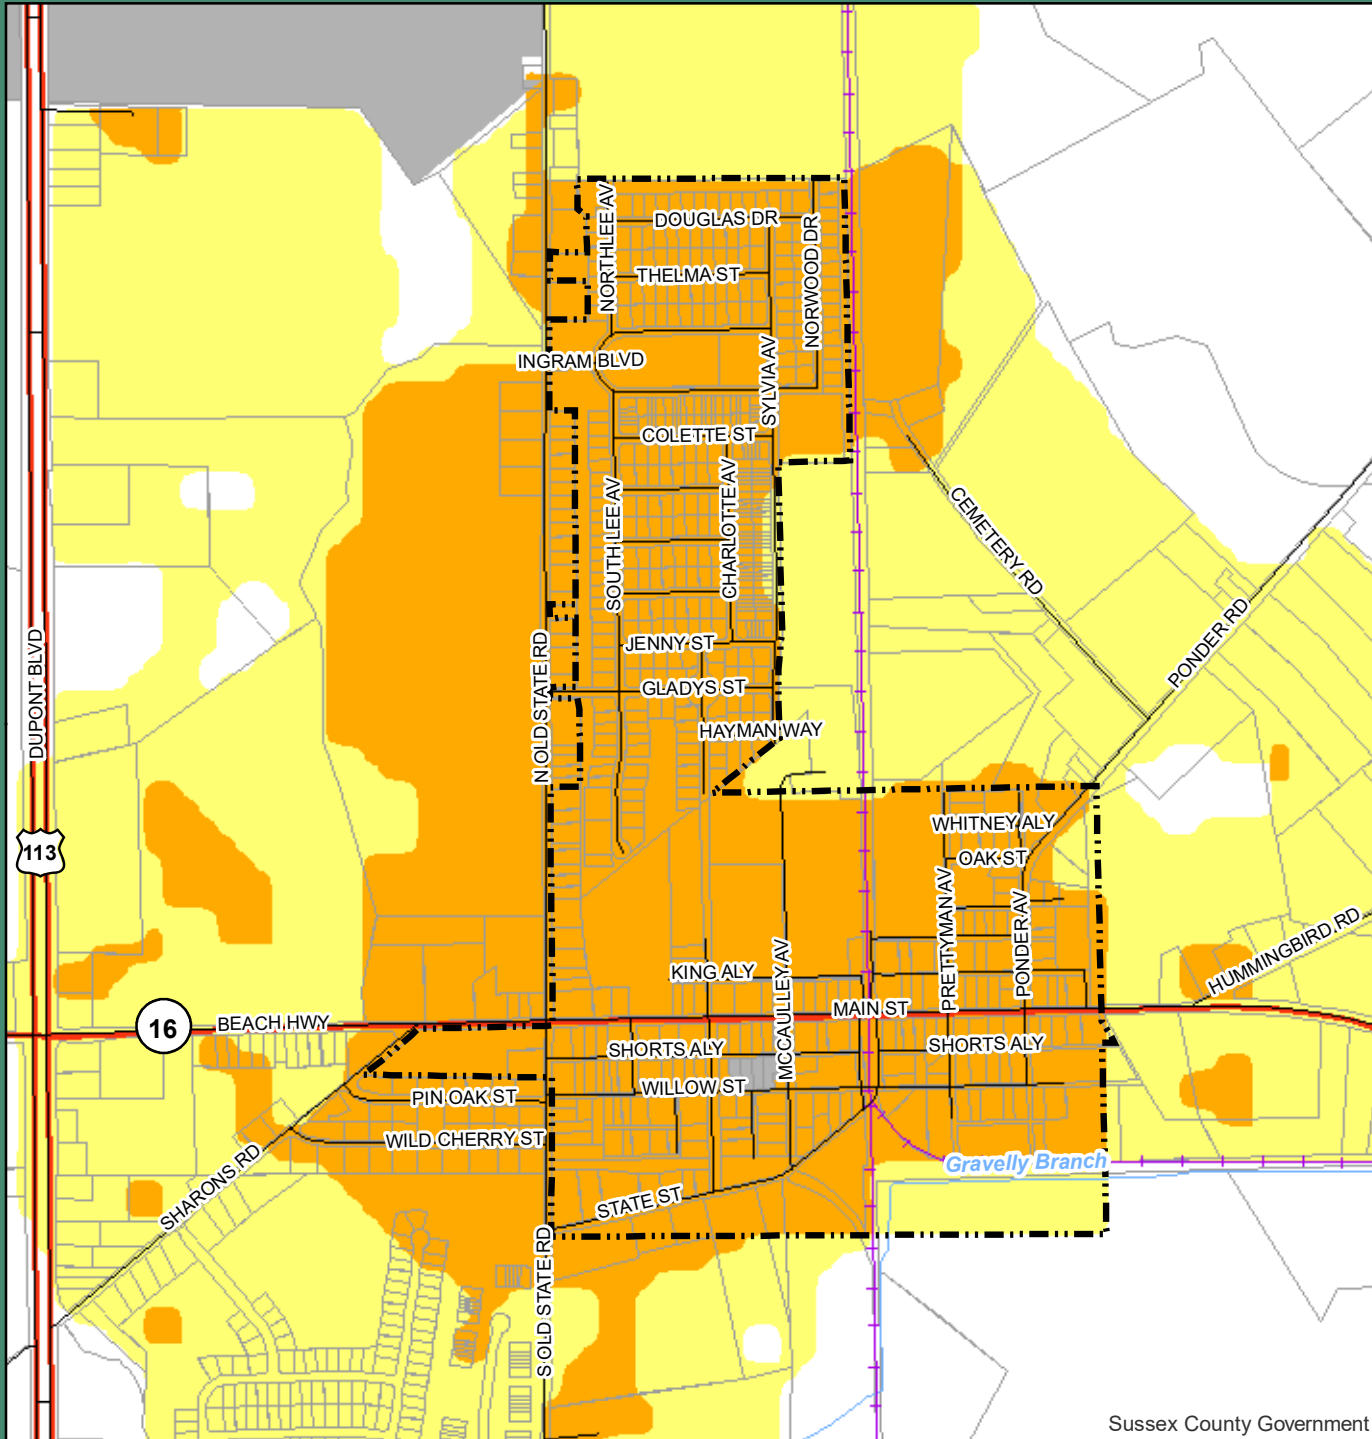 NORTHLEE AV
DOUGLAS DR
NORWOOD DR
THELMA ST
INGRAM BLVD
SYLVIA AV
COLETTE ST
SOUTH LEE AV
CHARLOTTE AV
CEMETERY RD
PONDER RD
DUPONT BLVD
N OLD STATE RD
JENNY ST
GLADYS ST
HAYMAN WAY
113
WHITNEY ALY
OAK ST
PRETTYMAN AV
PONDER AV
HUMMINGBIRD RD
KING ALY
MCCAULLEY AV
MAIN ST
16
BEACH HWY
SHORTS ALY
SHORTS ALY
WILLOW ST
PIN OAK ST
WILD CHERRY ST
SHARONS RD
Gravelly Branch
STATE ST
S OLD STATE RD
Sussex County Government